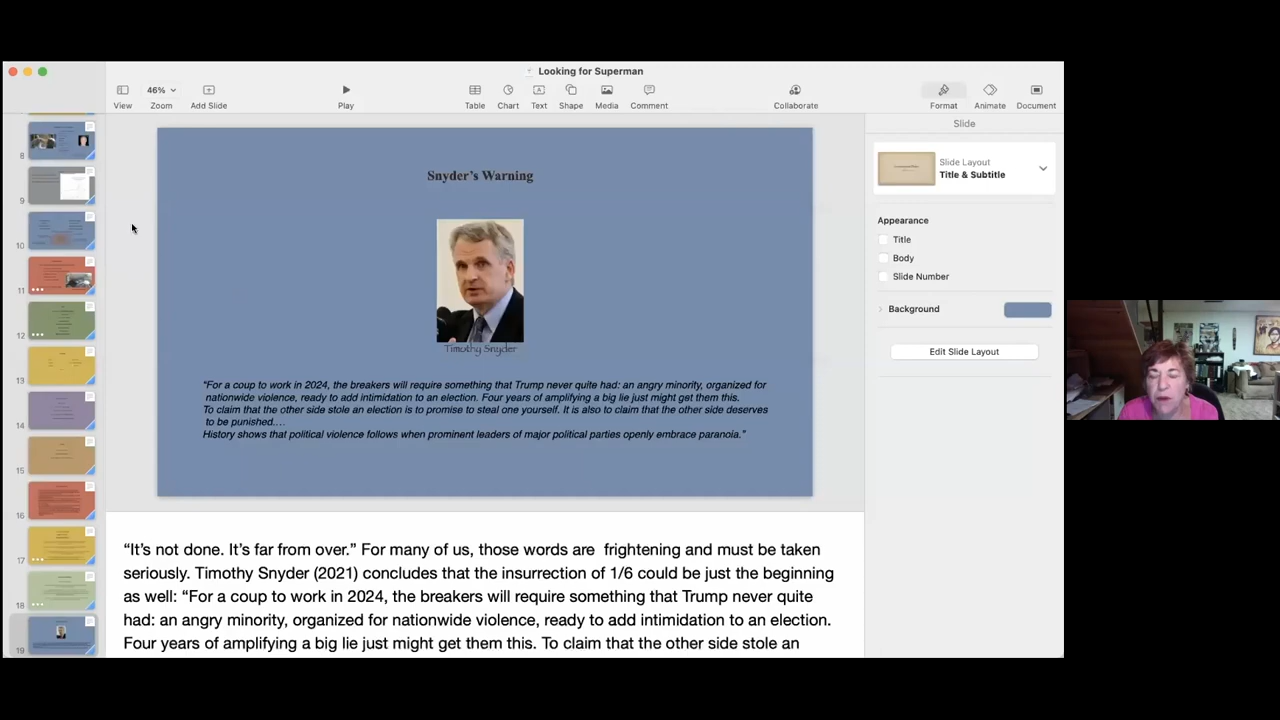 Looking for Superman
46%
View
Zoom
Add Slide
Play
Table
Chart
Text
Shape
Media
Comment
Collaborate
Format
Animate
Document
8
9
10
11
12
13
14
15
16
17
18
19
Snyder’s Warning
Timothy Snyder
“For a coup to work in 2024, the breakers will require something that Trump never quite had: an angry minority, organized for
nationwide violence, ready to add intimidation to an election. Four years of amplifying a big lie just might get them this.
To claim that the other side stole an election is to promise to steal one yourself. It is also to claim that the other side deserves
to be punished....
History shows that political violence follows when prominent leaders of major political parties openly embrace paranoia.”
“It’s not done. It’s far from over.” For many of us, those words are frightening and must be taken
seriously. Timothy Snyder (2021) concludes that the insurrection of 1/6 could be just the beginning
as well: “For a coup to work in 2024, the breakers will require something that Trump never quite
had: an angry minority, organized for nationwide violence, ready to add intimidation to an election.
Four years of amplifying a big lie just might get them this. To claim that the other side stole an
Slide
Slide Layout
Title & Subtitle
Appearance
Title
Body
Slide Number
Background
Edit Slide Layout